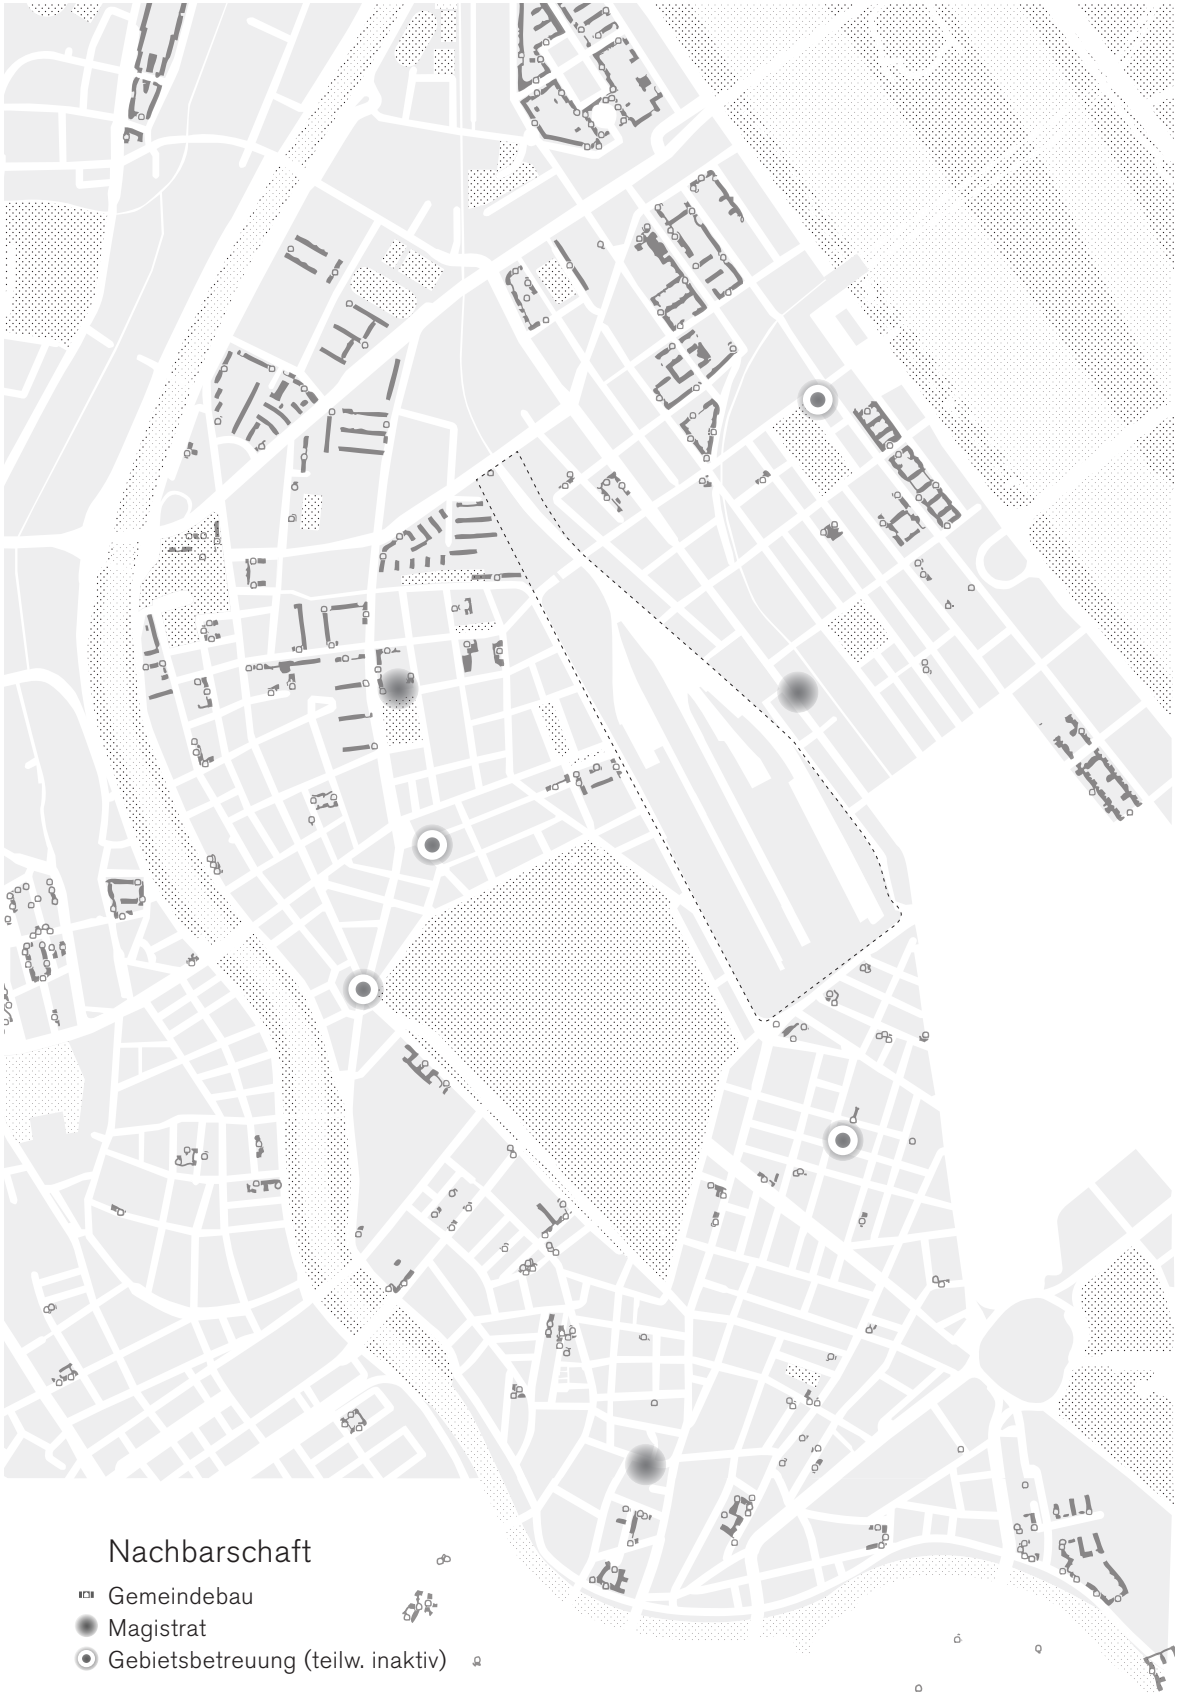 Nachbarschaft
Gemeindebau
Magistrat
Gebietsbetreuung (teilw. inaktiv)